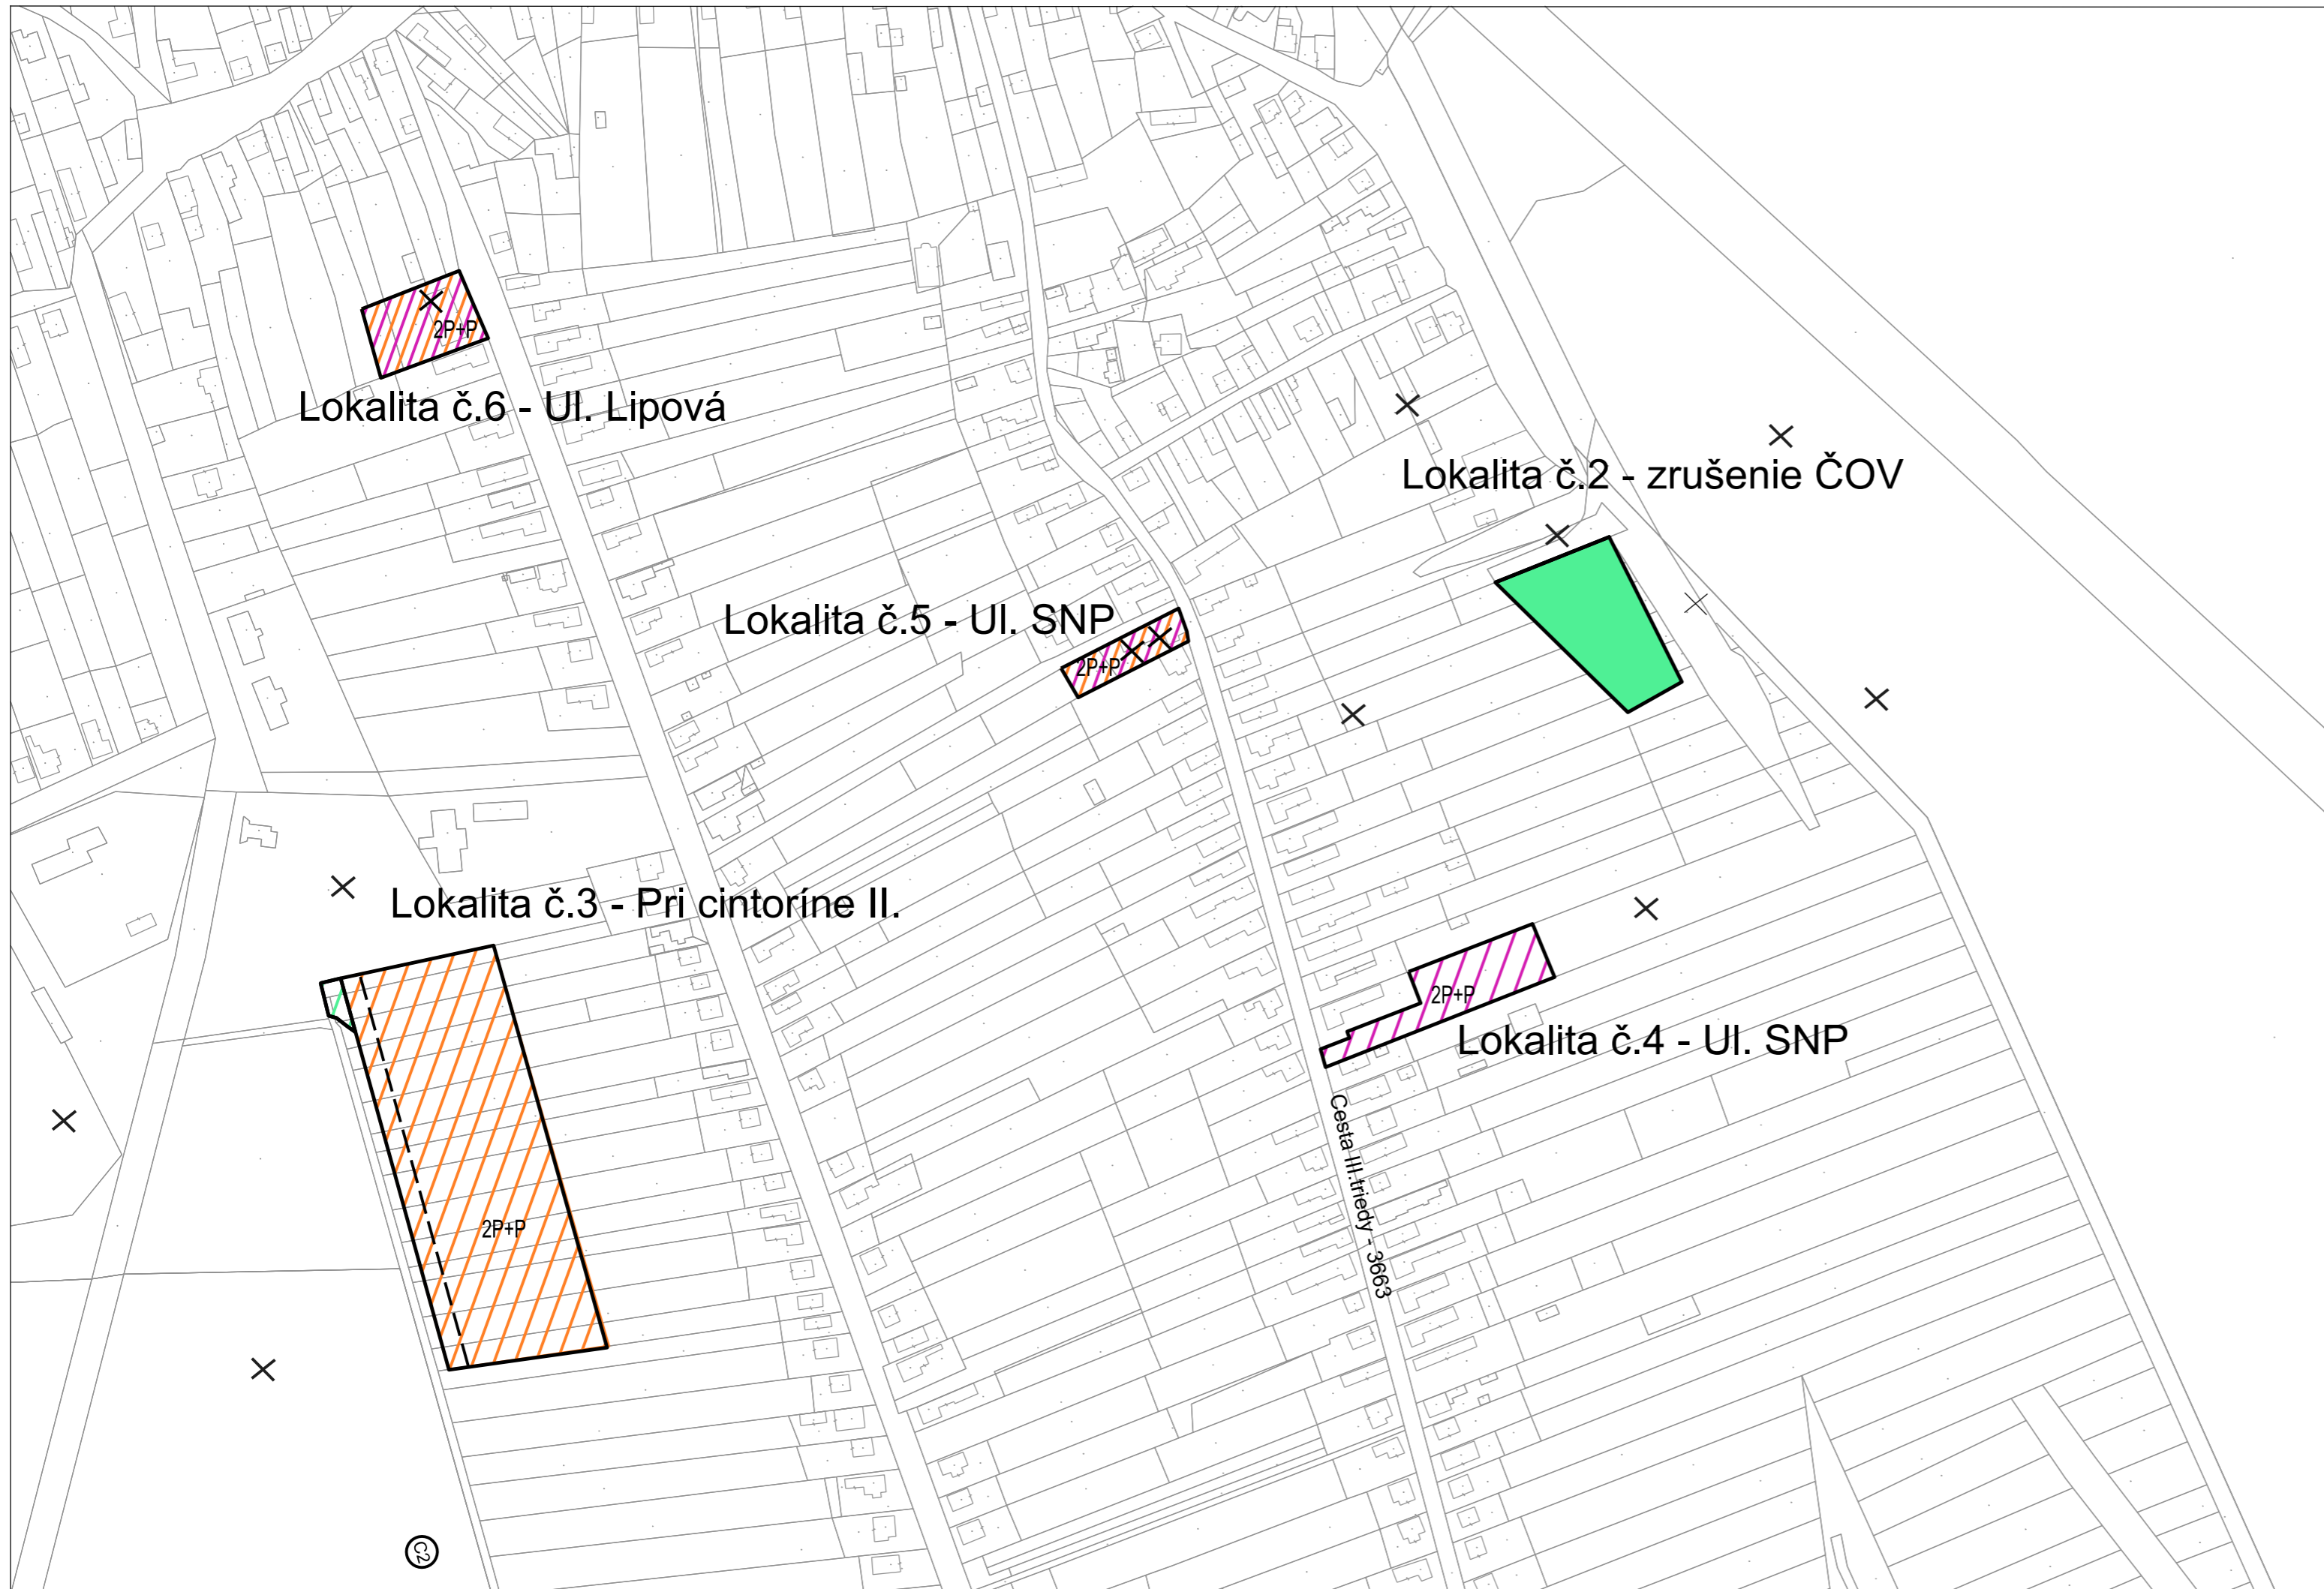 2P+P
Lokalita č.6 - Ul. Lipová
Lokalita č.2 - zrušenie ČOV
Lokalita č.5 - Ul. SNP
2P+P
Lokalita č.3 - Pri cintoríne II.
2P+P
Lokalita č.4 - Ul. SNP
Cesta III.triedy - 3663
2P+P
C2